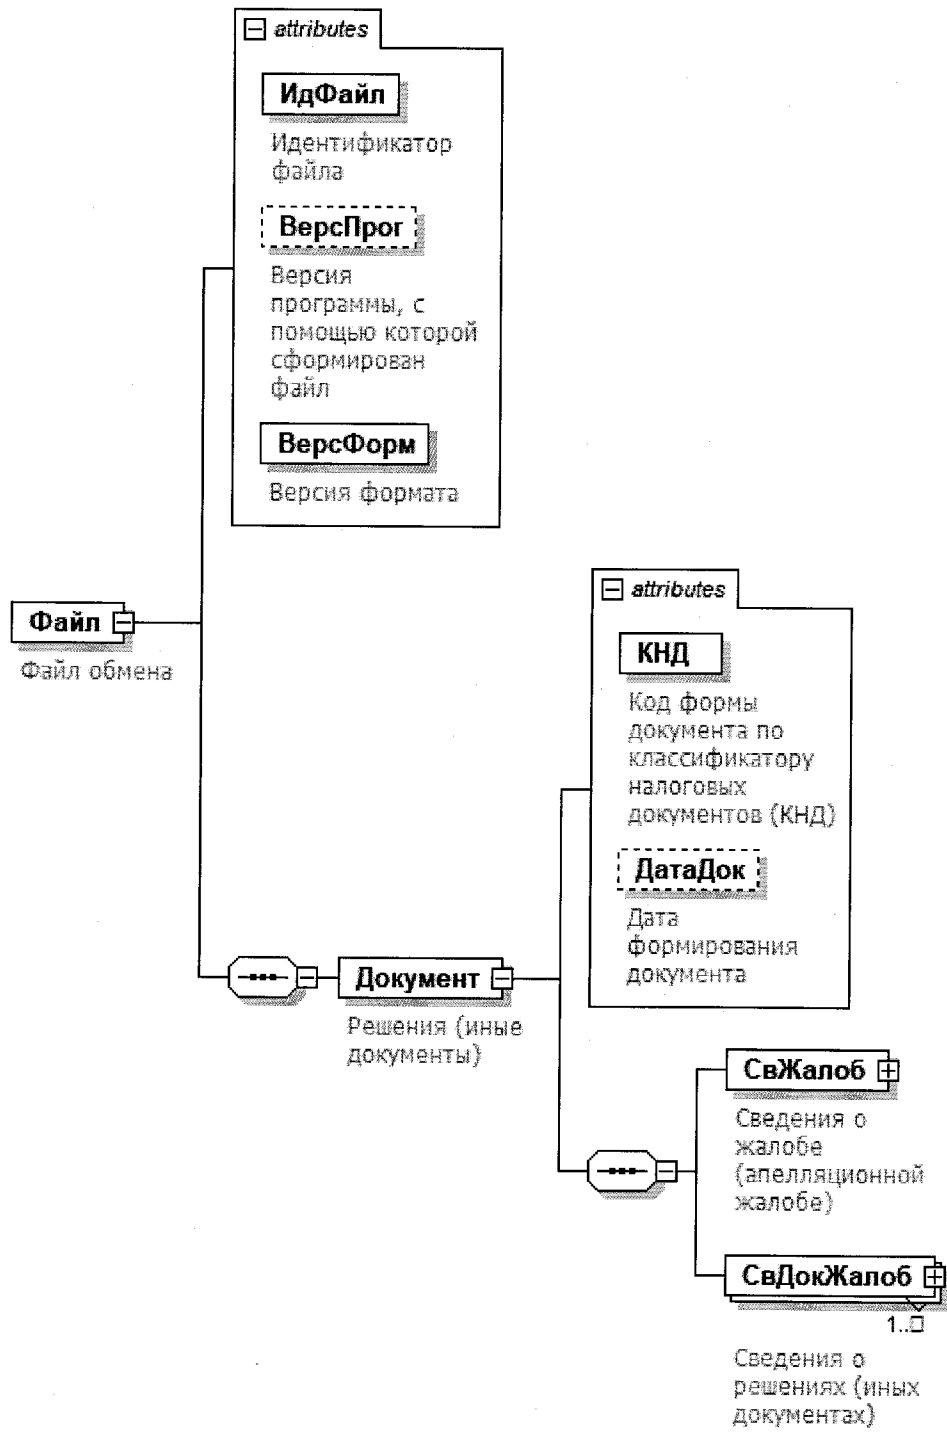 attributes
ИдФайл
Идентификатор
файла
ВерсПрог
Версия
программы, с
помощью которой
сформирован
файл
ВерсФорм
Версия формата
Файл
Файл обмена
attributes
КНД
Код формы
документа по
классификатору
налоговых
документов (КНД)
ДатаДок
Дата
формирования
документа
Документ
Решения (иные
документы)
СвЖалоб
Сведения о
жалобе
(апелляционной
жалобе)
СвДокЖалоб
1..□
Сведения о
решениях (иных
документах)